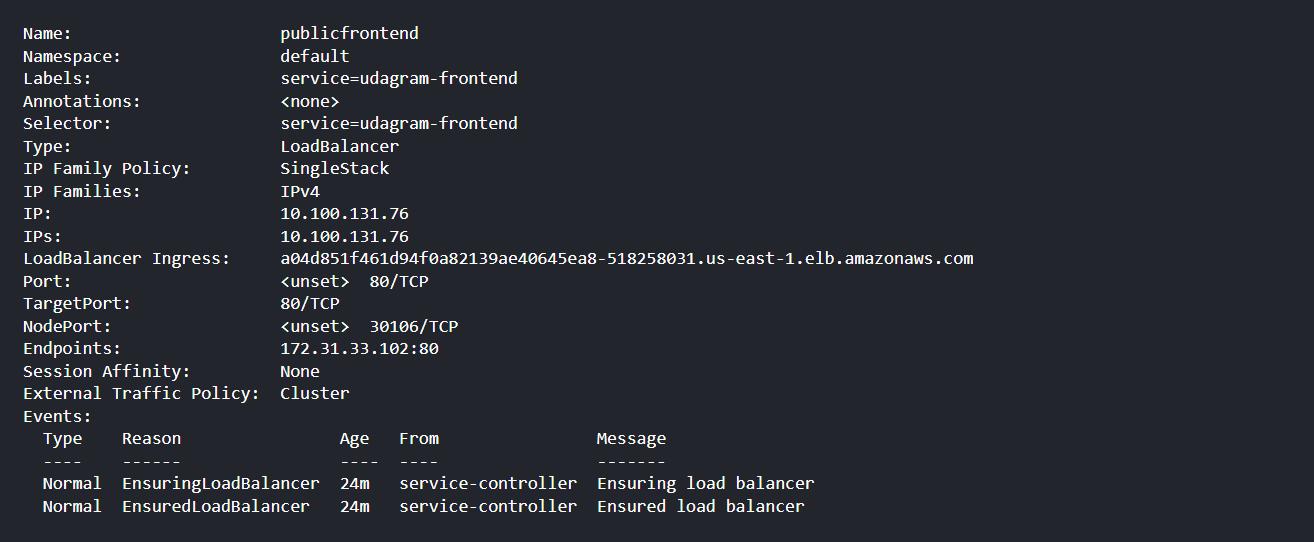 Name:                     publicfrontend
Namespace:                default
Labels:                   service=udagram-frontend
Annotations:              <none>
Selector:                 service=udagram-frontend
Type:                     LoadBalancer
IP Family Policy:         SingleStack
IP Families:              IPv4
IP:                       10.100.131.76
IPs:                      10.100.131.76
LoadBalancer Ingress:     a04d851f461d94f0a82139ae40645ea8-518258031.us-east-1.elb.amazonaws.com
Port:                     <unset>  80/TCP
TargetPort:               80/TCP
NodePort:                 <unset>  30106/TCP
Endpoints:                172.31.33.102:80
Session Affinity:         None
External Traffic Policy:  Cluster
Events:
  Type    Reason                Age   From                Message
  ----    ------                ----  ----                -------
  Normal  EnsuringLoadBalancer  24m   service-controller  Ensuring load balancer
  Normal  EnsuredLoadBalancer   24m   service-controller  Ensured load balancer